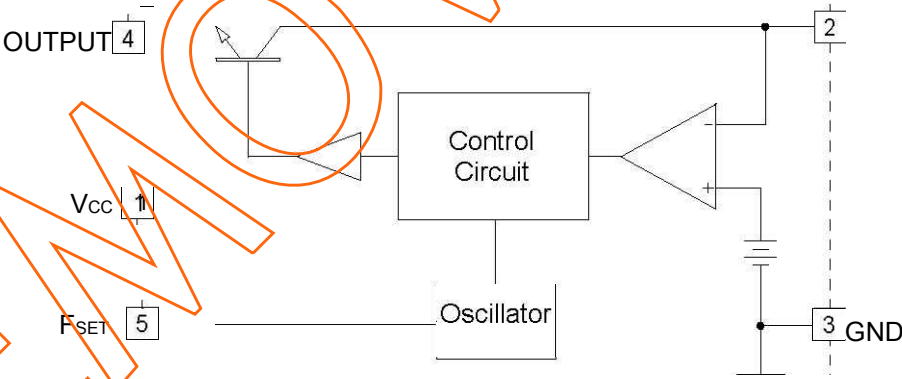 OUTPUT 4
2
−
Control
Circuit
+
VCC 1
Oscillator
FSET 5
3 GND